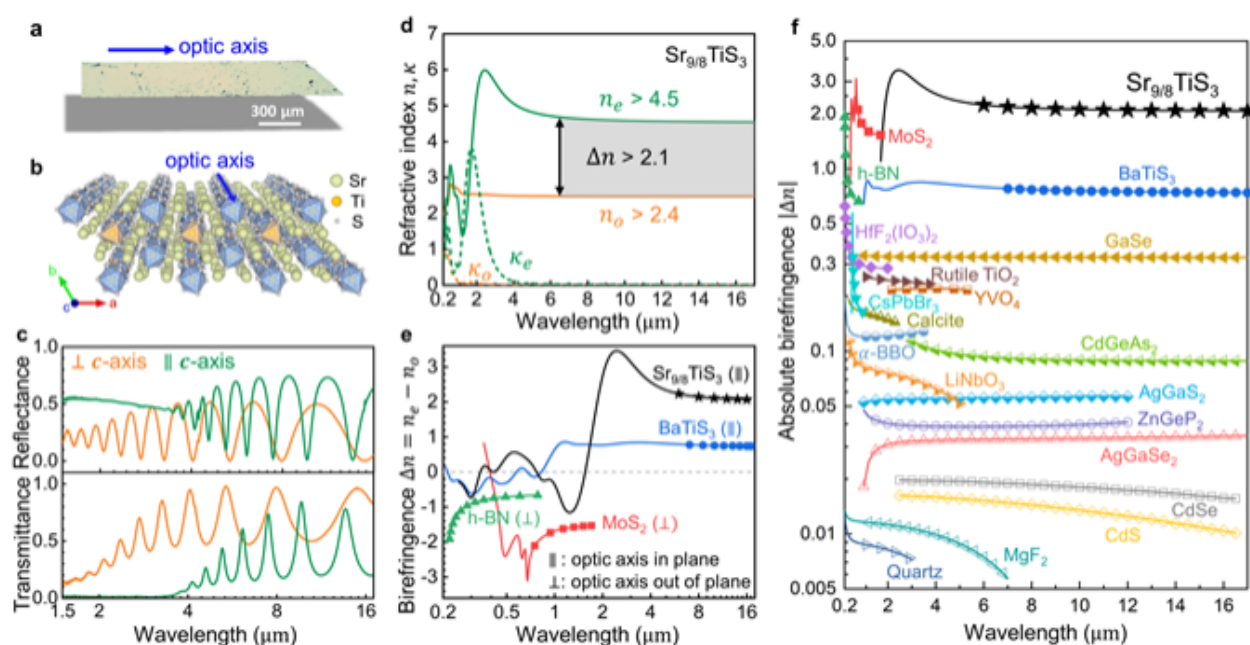 a
optic axis
300 μm
b
optic axis
Sr
Ti
S
b
c
a
c
⊥ c-axis
∥ c-axis
Reflectance
1.0
0.5
0.0
Transmittance
1.0
0.5
0.0
1.5 2 4 8 16
Wavelength (μm)
d
Refractive index n, κ
7
6
5
4
3
2
1
0
Sr9/8TiS3
ne > 4.5
Δn > 2.1
no > 2.4
κo
κe
0.2 2 4 6 8 10 12 14 16
Wavelength (μm)
e
Birefringence Δn = ne − no
3
2
1
0
-1
-2
-3
Sr9/8TiS3 (∥)
BaTiS3 (∥)
h-BN (⊥)
MoS2 (⊥)
∥ : optic axis in plane
⊥: optic axis out of plane
0.2 0.5 1 2 4 8 16
Wavelength (μm)
f
Absolute birefringence |Δn|
5.0
3.0
2.0
1.0
0.5
0.3
0.1
0.05
0.01
0.005
Sr9/8TiS3
MoS2
h-BN
BaTiS3
HfF2(IO3)2
GaSe
Rutile TiO2
YVO4
CsPbBr3
Calcite
α-BBO
CdGeAs2
LiNbO3
AgGaS2
ZnGeP2
AgGaSe2
CdSe
CdS
MgF2
Quartz
0.2 2 4 6 8 10 12 14 16
Wavelength (μm)